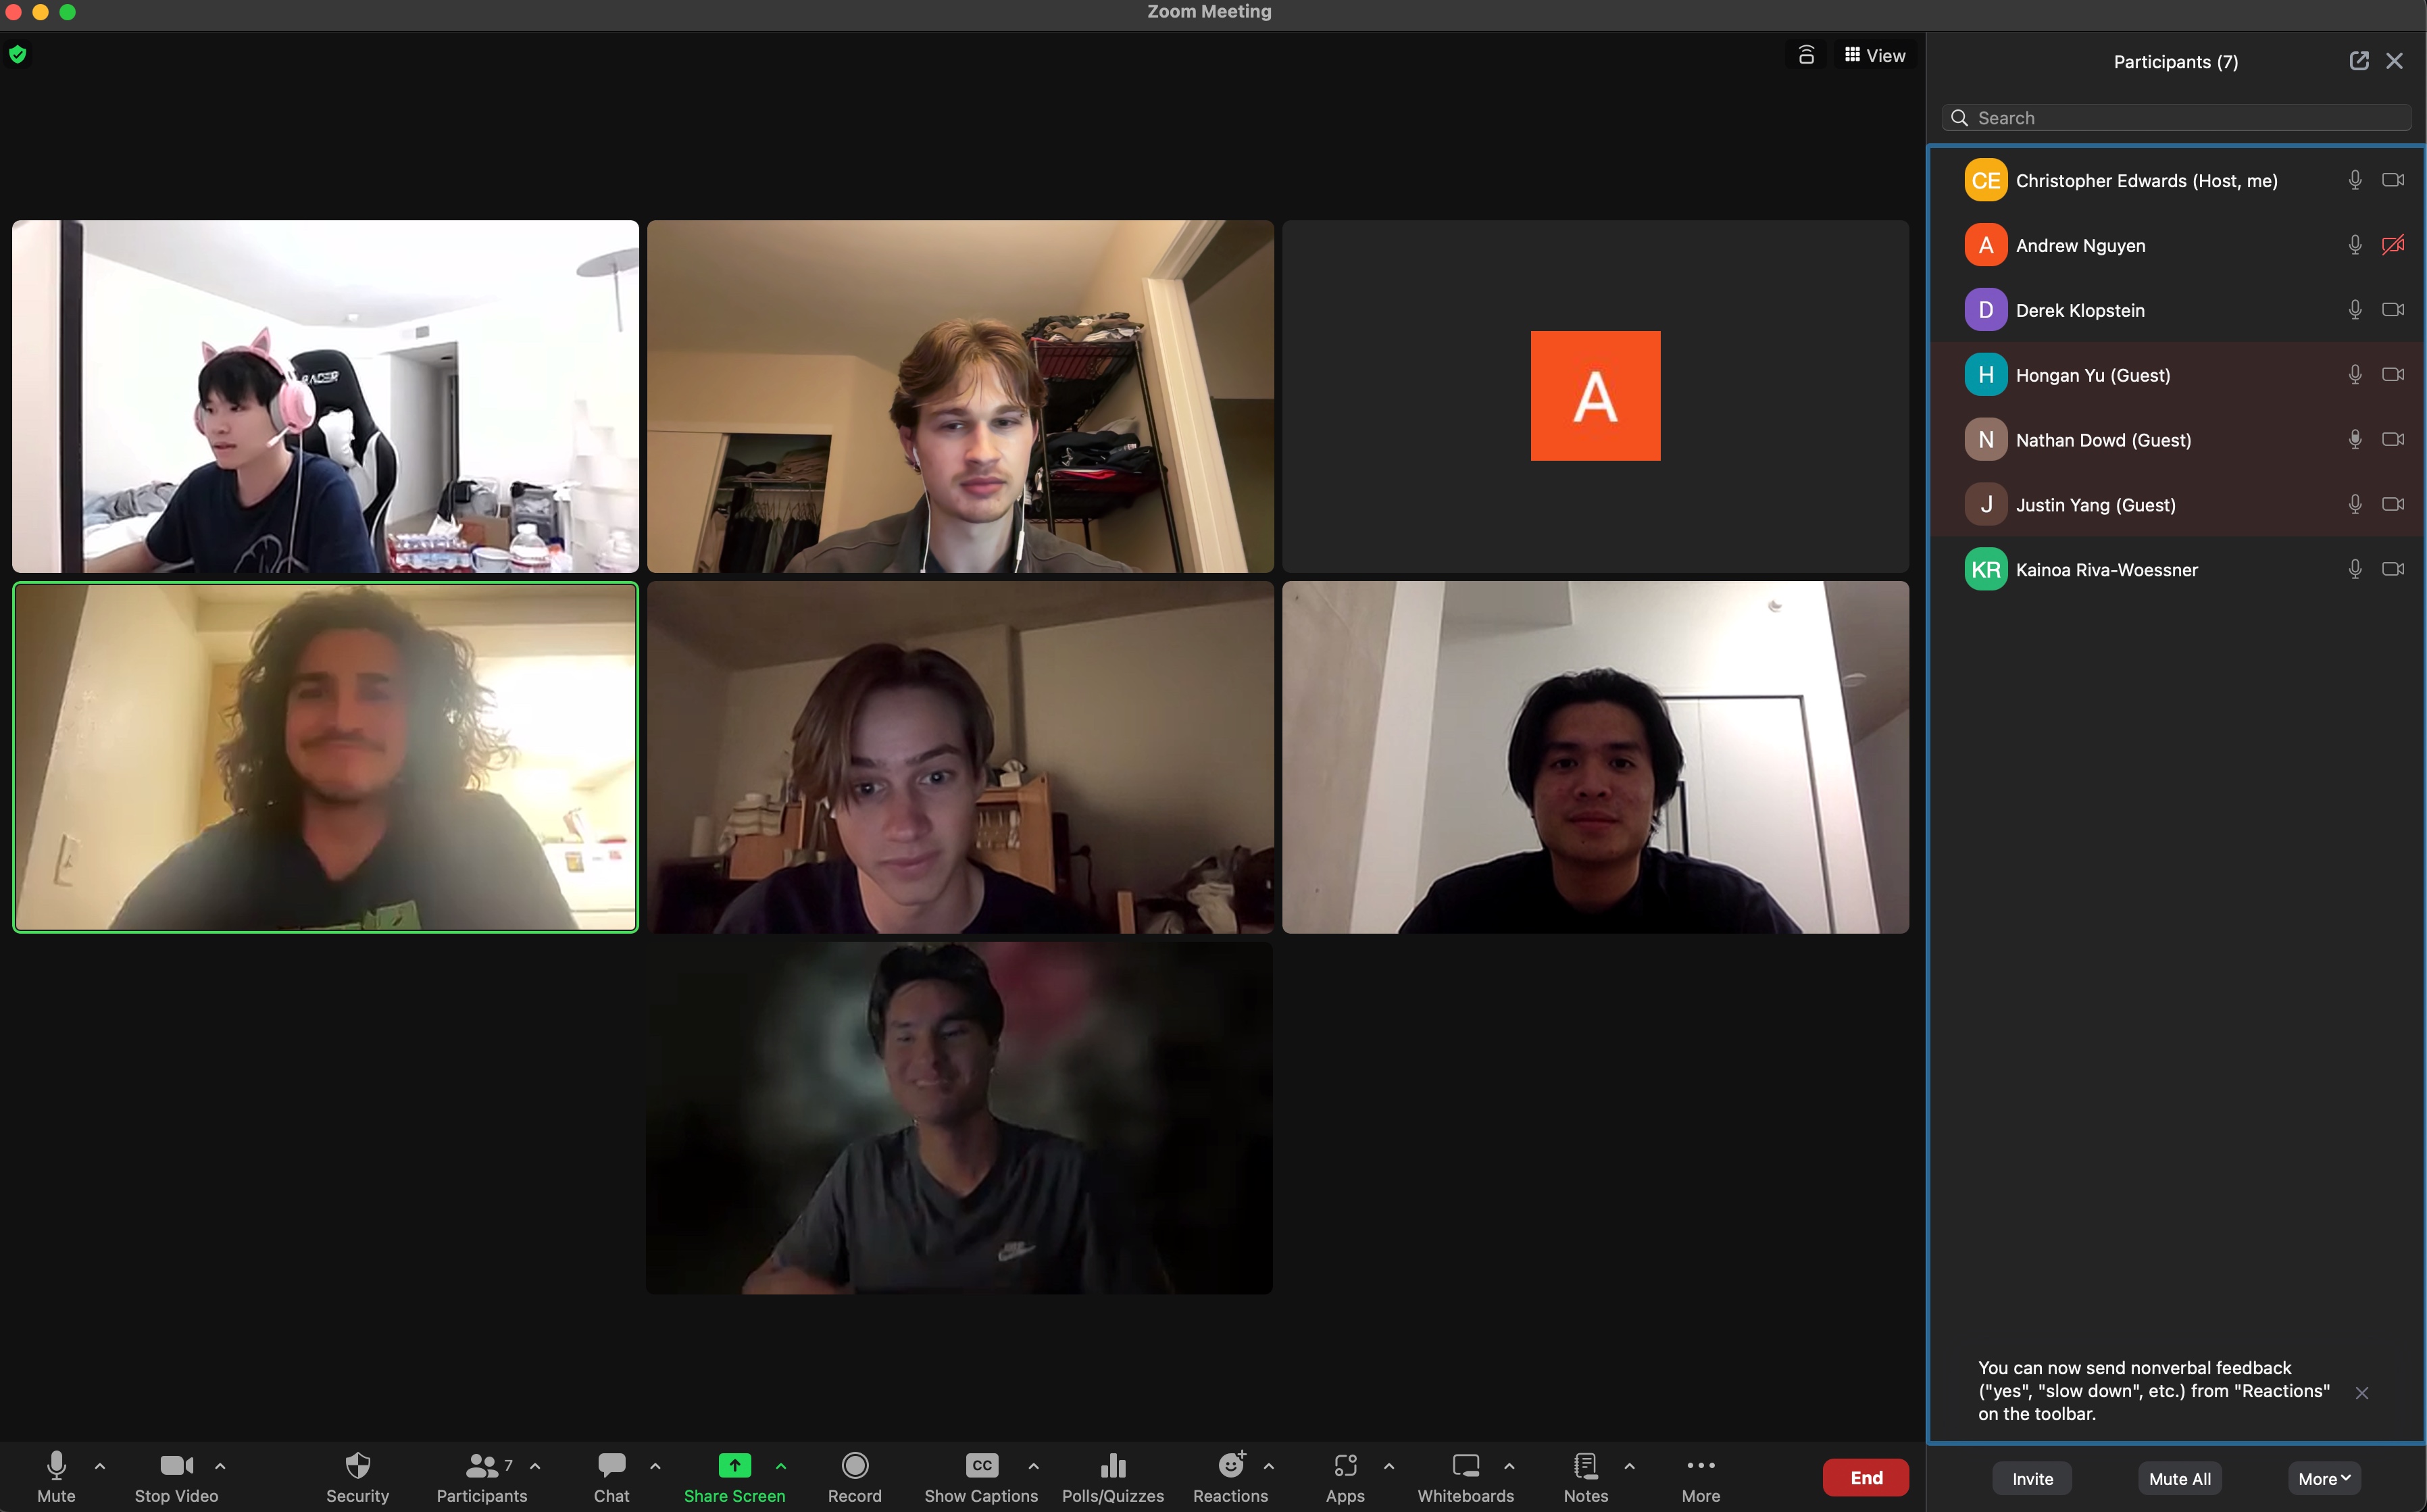 Zoom Meeting
View
Participants (7)
Search
CE Christopher Edwards (Host, me)
A Andrew Nguyen
D Derek Klopstein
H Hongan Yu (Guest)
N Nathan Dowd (Guest)
J Justin Yang (Guest)
KR Kainoa Riva-Woessner
RACER
A
You can now send nonverbal feedback
("yes", "slow down", etc.) from "Reactions"
on the toolbar.
7
CC
Mute
Stop Video
Security
Participants
Chat
Share Screen
Record
Show Captions
Polls/Quizzes
Reactions
Apps
Whiteboards
Notes
More
End
Invite
Mute All
More